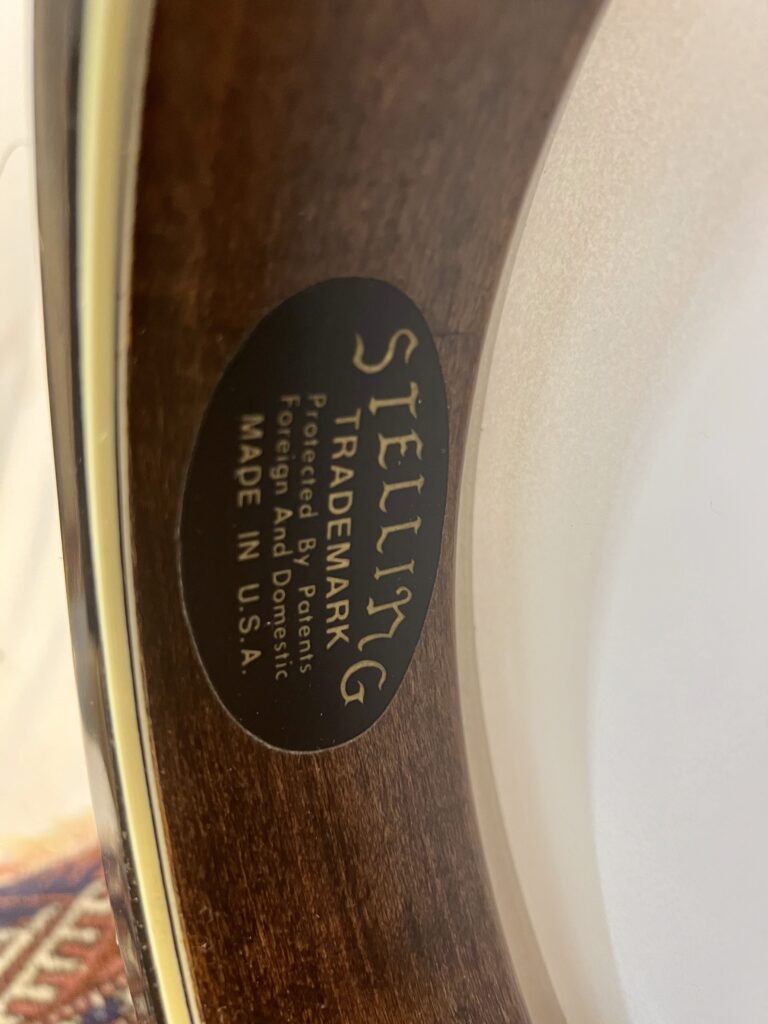 STELLING
TRADEMARK
Protected By Patents
Foreign And Domestic
MADE IN U.S.A.